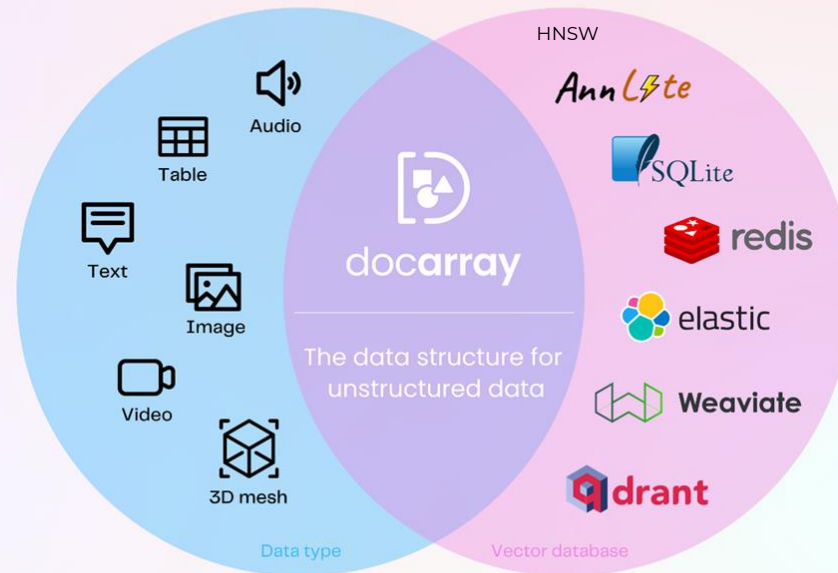 HNSW
AnnLite
Audio
Table
SQLite
Text
docarray
redis
Image
elastic
The data structure for
unstructured data
Video
Weaviate
3D mesh
qdrant
Data type
Vector database